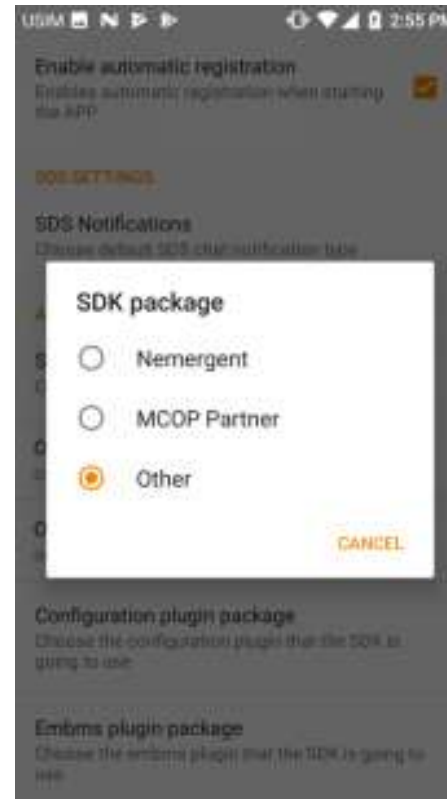 USIM 2:55 PM
Enable automatic registration
Enables automatic registration when starting
the APP
SDS SETTINGS
SDS Notifications
Choose default SDS chat notification type
SDK package
Nemergent
MCOP Partner
Other
CANCEL
Configuration plugin package
Choose the configuration plugin that the SDK is
going to use
Embms plugin package
Choose the embms plugin that the SDK is going to
use